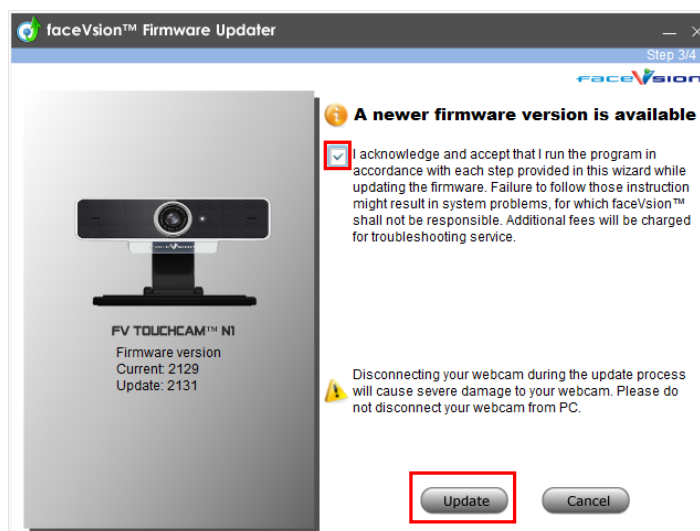 faceVsion™ Firmware Updater
Step 3/4
faceVision
A newer firmware version is available
I acknowledge and accept that I run the program in
accordance with each step provided in this wizard while
updating the firmware. Failure to follow those instruction
might result in system problems, for which faceVsion™
shall not be responsible. Additional fees will be charged
for troubleshooting service.
FV TOUCHCAM™ N1
Firmware version
Current: 2129
Update: 2131
Disconnecting your webcam during the update process
will cause severe damage to your webcam. Please do
not disconnect your webcam from PC.
Update
Cancel